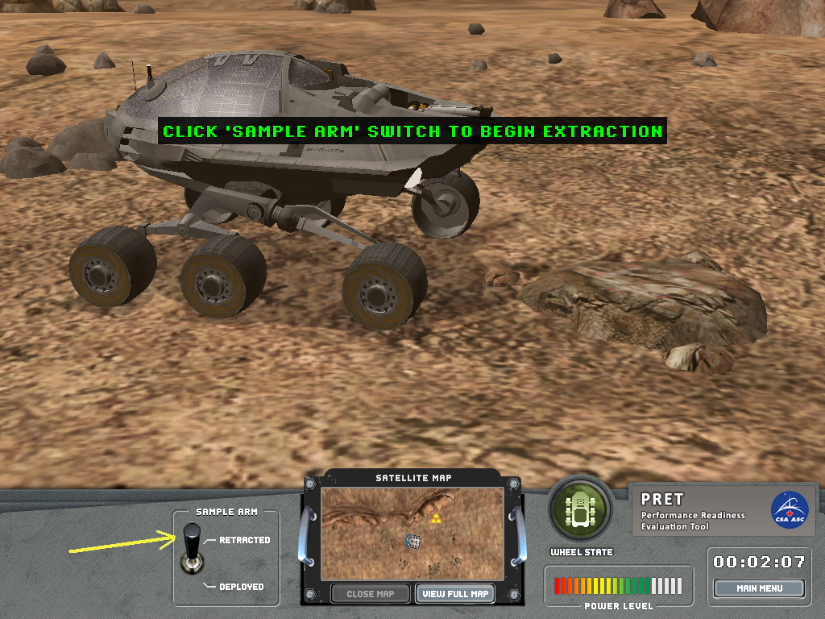 CLICK 'SAMPLE ARM' SWITCH TO BEGIN EXTRACTION
SATELLITE MAP
SAMPLE ARM
RETRACTED
DEPLOYED
CLOSE MAP
VIEW FULL MAP
WHEEL STATE
POWER LEVEL
PRET
Performance Readiness
Evaluation Tool
CSA ASC
00:02:07
MAIN MENU